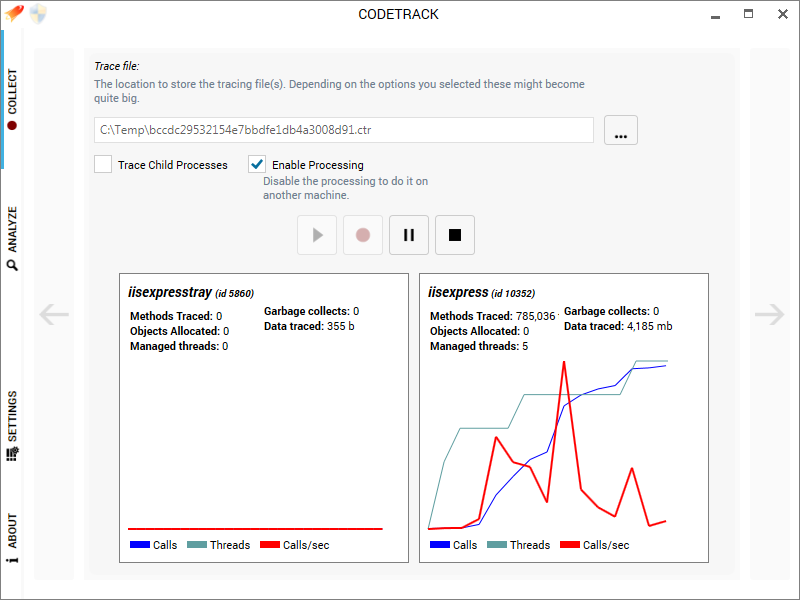 CODETRACK
COLLECT
ANALYZE
SETTINGS
ABOUT
Trace file:
The location to store the tracing file(s). Depending on the options you selected these might become
quite big.
C:\Temp\bccdc29532154e7bbdfe1db4a3008d91.ctr
...
Trace Child Processes
Enable Processing
Disable the processing to do it on
another machine.
iisexpresstray (id 5860)
Methods Traced: 0
Objects Allocated: 0
Managed threads: 0
Garbage collects: 0
Data traced: 355 b
Calls Threads Calls/sec
iisexpress (id 10352)
Methods Traced: 785,036
Objects Allocated: 0
Managed threads: 5
Garbage collects: 0
Data traced: 4,185 mb
Calls Threads Calls/sec